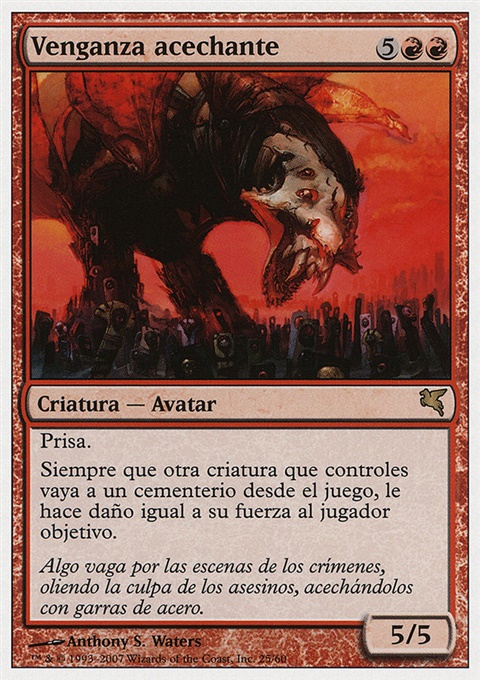 Venganza acechante 5
Criatura — Avatar
Prisa.
Siempre que otra criatura que controles
vaya a un cementerio desde el juego, le
hace daño igual a su fuerza al jugador
objetivo.
Algo vaga por las escenas de los crímenes,
oliendo la culpa de los asesinos, acechándolos
con garras de acero.
Anthony S. Waters
5/5
™ & © 1993-2007 Wizards of the Coast, Inc. 25/60